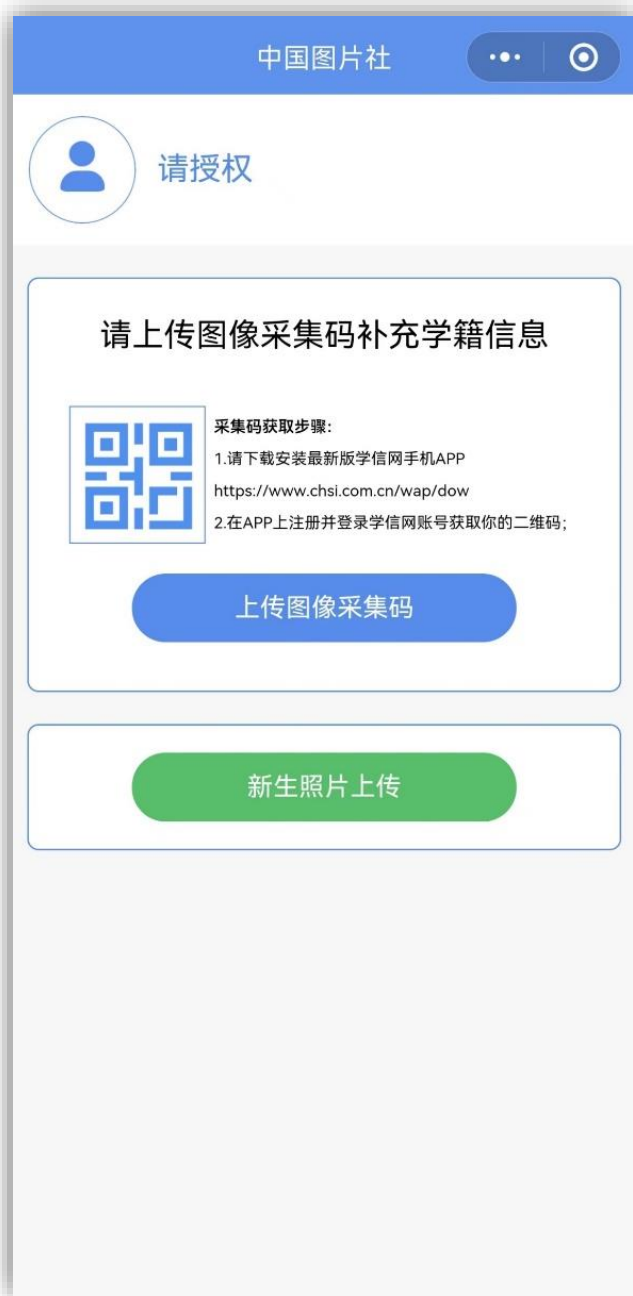 中国图片社
请授权
请上传图像采集码补充学籍信息
采集码获取步骤：
1.请下载安装最新版学信网手机APP
https://www.chsi.com.cn/wap/dow
2.在APP上注册并登录学信网账号获取你的二维码；
上传图像采集码
新生照片上传